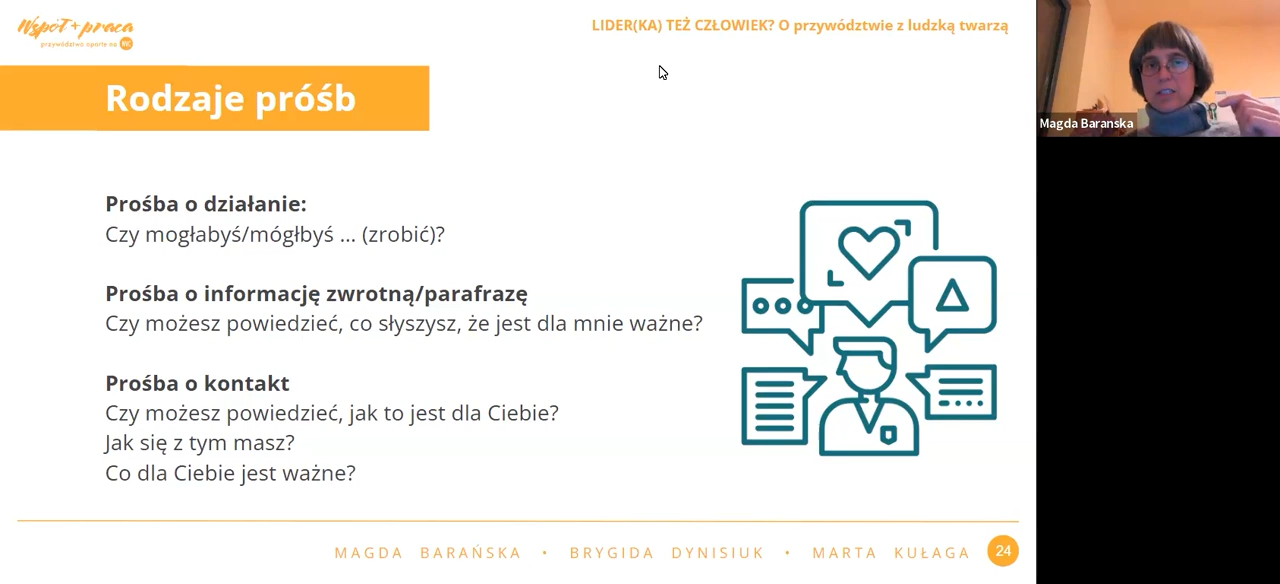 Współ+praca
przywództwo oparte na NVC
LIDER(KA) TEŻ CZŁOWIEK? O przywództwie z ludzką twarzą
Rodzaje próśb
Prośba o działanie:
Czy mogłabyś/mógłbyś ... (zrobić)?
Prośba o informację zwrotną/parafrazę
Czy możesz powiedzieć, co słyszysz, że jest dla mnie ważne?
Prośba o kontakt
Czy możesz powiedzieć, jak to jest dla Ciebie?
Jak się z tym masz?
Co dla Ciebie jest ważne?
MAGDA BARAŃSKA • BRYGIDA DYNISIUK • MARTA KUŁAGA
24
Magda Baranska